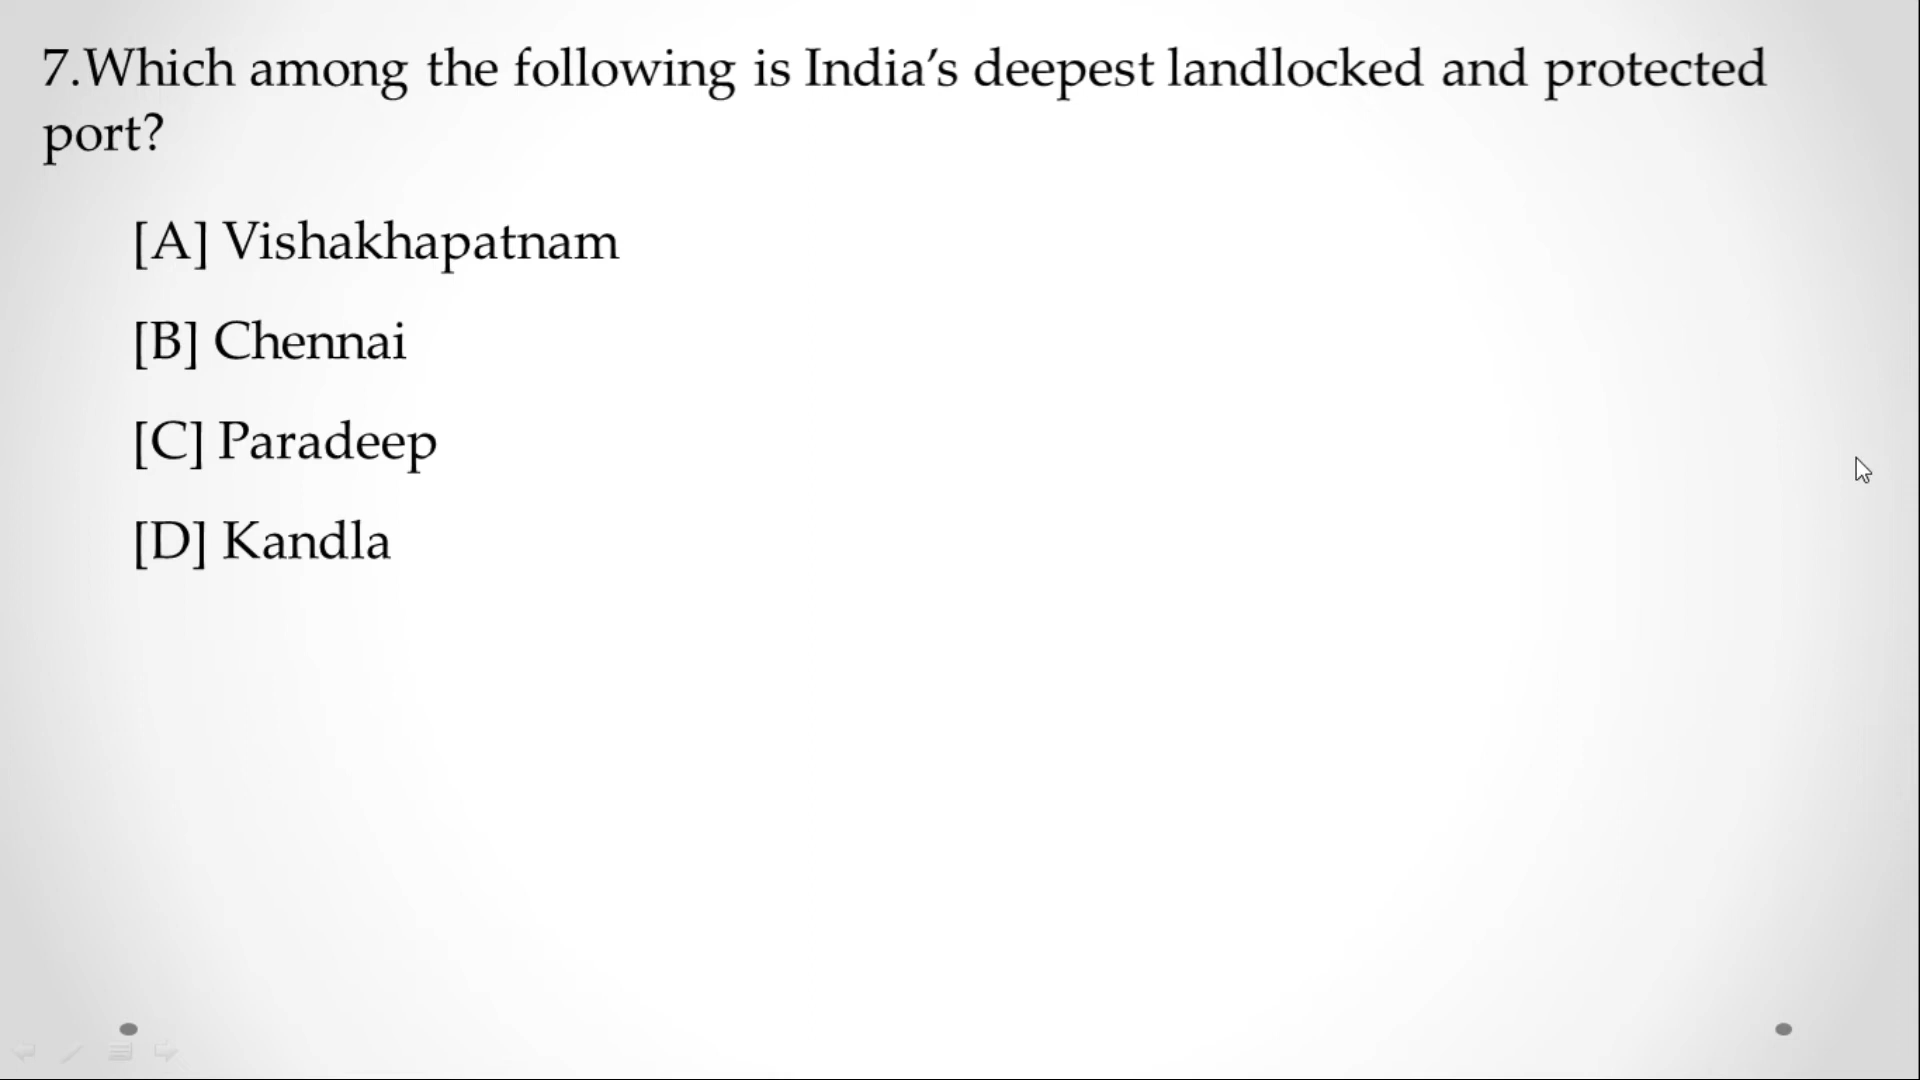 7.Which among the following is India’s deepest landlocked and protected
port?
[A] Vishakhapatnam
[B] Chennai
[C] Paradeep
[D] Kandla